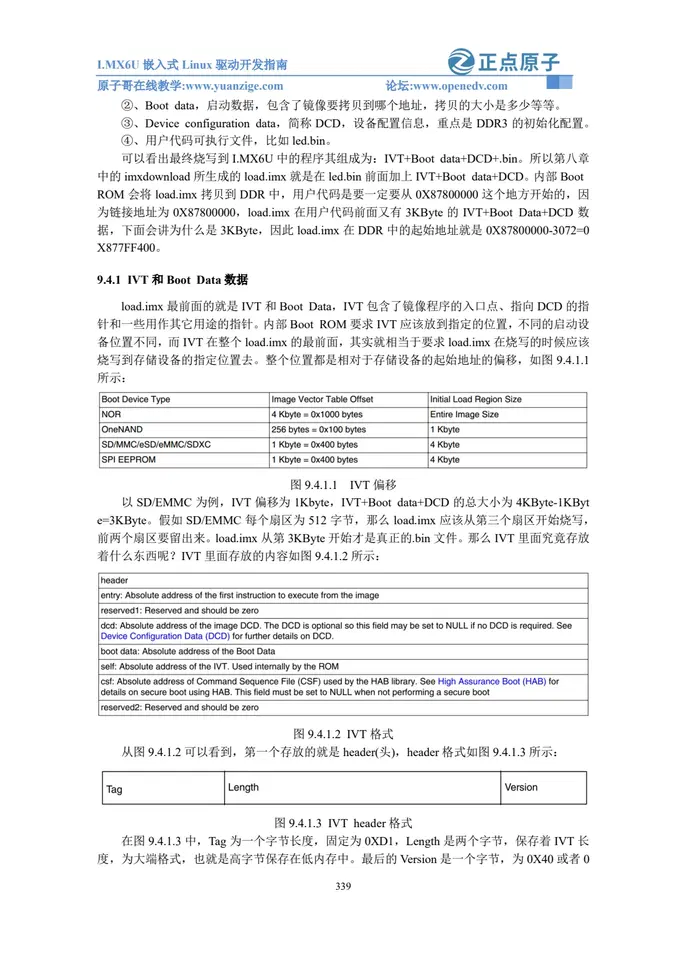 I.MX6U 嵌入式 Linux 驱动开发指南
正点原子
原子哥在线教学:www.yuanzige.com 论坛:www.openedv.com
②、Boot data，启动数据，包含了镜像要拷贝到哪个地址，拷贝的大小是多少等等。
③、Device configuration data，简称 DCD，设备配置信息，重点是 DDR3 的初始化配置。
④、用户代码可执行文件，比如 led.bin。
可以看出最终烧写到 I.MX6U 中的程序其组成为：IVT+Boot data+DCD+.bin。所以第八章
中的 imxdownload 所生成的 load.imx 就是在 led.bin 前面加上 IVT+Boot data+DCD。内部 Boot
ROM 会将 load.imx 拷贝到 DDR 中，用户代码是要一定要从 0X87800000 这个地方开始的，因
为链接地址为 0X87800000，load.imx 在用户代码前面又有 3KByte 的 IVT+Boot Data+DCD 数
据，下面会讲为什么是 3KByte，因此 load.imx 在 DDR 中的起始地址就是 0X87800000-3072=0
X877FF400。
9.4.1 IVT 和 Boot Data 数据
load.imx 最前面的就是 IVT 和 Boot Data，IVT 包含了镜像程序的入口点、指向 DCD 的指
针和一些用作其它用途的指针。内部 Boot ROM 要求 IVT 应该放到指定的位置，不同的启动设
备位置不同，而 IVT 在整个 load.imx 的最前面，其实就相当于要求 load.imx 在烧写的时候应该
烧写到存储设备的指定位置去。整个位置都是相对于存储设备的起始地址的偏移，如图 9.4.1.1
所示：
Boot Device Type Image Vector Table Offset Initial Load Region Size
NOR 4 Kbyte = 0x1000 bytes Entire Image Size
OneNAND 256 bytes = 0x100 bytes 1 Kbyte
SD/MMC/eSD/eMMC/SDXC 1 Kbyte = 0x400 bytes 4 Kbyte
SPI EEPROM 1 Kbyte = 0x400 bytes 4 Kbyte
图 9.4.1.1 IVT 偏移
以 SD/EMMC 为例，IVT 偏移为 1Kbyte，IVT+Boot data+DCD 的总大小为 4KByte-1KByt
e=3KByte。假如 SD/EMMC 每个扇区为 512 字节，那么 load.imx 应该从第三个扇区开始烧写，
前两个扇区要留出来。load.imx 从第 3KByte 开始才是真正的.bin 文件。那么 IVT 里面究竟存放
着什么东西呢？IVT 里面存放的内容如图 9.4.1.2 所示：
header
entry: Absolute address of the first instruction to execute from the image
reserved1: Reserved and should be zero
dcd: Absolute address of the image DCD. The DCD is optional so this field may be set to NULL if no DCD is required. See
Device Configuration Data (DCD) for further details on DCD.
boot data: Absolute address of the Boot Data
self: Absolute address of the IVT. Used internally by the ROM
csf: Absolute address of Command Sequence File (CSF) used by the HAB library. See High Assurance Boot (HAB) for
details on secure boot using HAB. This field must be set to NULL when not performing a secure boot
reserved2: Reserved and should be zero
图 9.4.1.2 IVT 格式
从图 9.4.1.2 可以看到，第一个存放的就是 header(头)，header 格式如图 9.4.1.3 所示：
Tag Length Version
图 9.4.1.3 IVT header 格式
在图 9.4.1.3 中，Tag 为一个字节长度，固定为 0XD1，Length 是两个字节，保存着 IVT 长
度，为大端格式，也就是高字节保存在低内存中。最后的 Version 是一个字节，为 0X40 或者 0
339